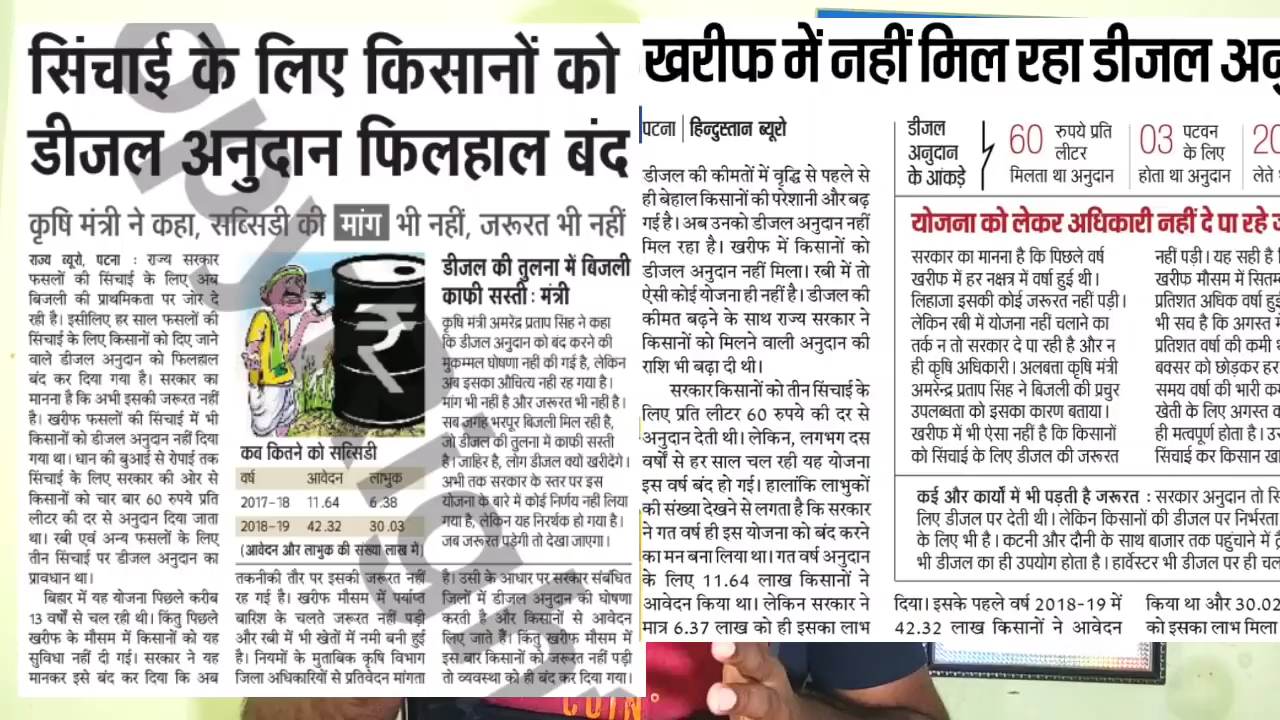 सिंचाई के लिए किसानों को
डीजल अनुदान फिलहाल बंद
कृषि मंत्री ने कहा, सब्सिडी की मांग भी नहीं, जरूरत भी नहीं
राज्य ब्यूरो, पटना : राज्य सरकार
फसलों की सिंचाई के लिए अब
बिजली की प्राथमिकता पर जोर दे
रही है। इसीलिए हर साल फसलों की
सिंचाई के लिए किसानों को दिए जाने
वाले डीजल अनुदान को फिलहाल
बंद कर दिया गया है। सरकार का
मानना है कि अभी इसकी जरूरत नहीं
है। खरीफ फसलों की सिंचाई में भी
किसानों को डीजल अनुदान नहीं दिया
गया था। धान की बुआई से रोपाई तक
सिंचाई के लिए सरकार की ओर से
किसानों को चार बार 60 रुपये प्रति
लीटर की दर से अनुदान दिया जाता
था। रबी एवं अन्य फसलों के लिए
तीन सिंचाई पर डीजल अनुदान का
प्रावधान था।
बिहार में यह योजना पिछले करीब
13 वर्षों से चल रही थी। किंतु पिछले
खरीफ के मौसम में किसानों को यह
सुविधा नहीं दी गई। सरकार ने यह
मानकर इसे बंद कर दिया कि अब
₹
कब कितने को सब्सिडी
वर्ष आवेदन लाभुक
2017-18 11.64 6.38
2018-19 42.32 30.03
(आवेदन और लाभुक की संख्या लाख में)
तकनीकी तौर पर इसकी जरूरत नहीं
रह गई है। खरीफ मौसम में पर्याप्त
बारिश के चलते जरूरत नहीं पड़ी
और रबी में भी खेतों में नमी बनी हुई
है। नियमों के मुताबिक कृषि विभाग
जिला अधिकारियों से प्रतिवेदन मांगता
डीजल की तुलना में बिजली
काफी सस्ती : मंत्री
कृषि मंत्री अमरेंद्र प्रताप सिंह ने कहा
कि डीजल अनुदान को बंद करने की
मुकम्मल घोषणा नहीं की गई है, लेकिन
अब इसका औचित्य नहीं रह गया है।
मांग भी नहीं है और जरूरत भी नहीं है।
सब जगह भरपूर बिजली मिल रही है,
जो डीजल की तुलना में काफी सस्ती
है। जाहिर है, लोग डीजल क्यों खरीदेंगे।
अभी तक सरकार के स्तर पर इस
योजना के बारे में कोई निर्णय नहीं लिया
गया है, लेकिन यह निरर्थक हो गया है।
जब जरूरत पड़ेगी तो देखा जाएगा।
है। उसी के आधार पर सरकार संबंधित
जिलों में डीजल अनुदान की घोषणा
करती है और किसानों से आवेदन
लिए जाते हैं। किंतु खरीफ मौसम में
इस बार किसानों को जरूरत नहीं पड़ी
तो व्यवस्था को ही बंद कर दिया गया।
खरीफ में नहीं मिल रहा डीजल
पटना | हिन्दुस्तान ब्यूरो
डीजल की कीमतों में वृद्धि से पहले से
ही बेहाल किसानों की परेशानी और बढ़
गई है। अब उनको डीजल अनुदान नहीं
मिल रहा है। खरीफ में किसानों को
डीजल अनुदान नहीं मिला। रबी में तो
ऐसी कोई योजना ही नहीं है। डीजल की
कीमत बढ़ने के साथ राज्य सरकार ने
किसानों को मिलने वाली अनुदान की
राशि भी बढ़ा दी थी।
सरकार किसानों को तीन सिंचाई के
लिए प्रति लीटर 60 रुपये की दर से
अनुदान देती थी। लेकिन, लगभग दस
वर्षों से हर साल चल रही यह योजना
इस वर्ष बंद हो गई। हालांकि लाभुकों
की संख्या देखने से लगता है कि सरकार
ने गत वर्ष ही इस योजना को बंद करने
का मन बना लिया था। गत वर्ष अनुदान
के लिए 11.64 लाख किसानों ने
आवेदन किया था। लेकिन सरकार ने
मात्र 6.37 लाख को ही इसका लाभ
डीजल
अनुदान
के आंकड़े
60 रुपये प्रति
लीटर
मिलता था अनुदान
03 पटवन
के लिए
होता था अनुदान
लेते
योजना को लेकर अधिकारी नहीं दे पा रहे
सरकार का मानना है कि पिछले वर्ष
खरीफ में हर नक्षत्र में वर्षा हुई थी।
लिहाजा इसकी कोई जरूरत नहीं पड़ी।
लेकिन रबी में योजना नहीं चलाने का
तर्क न तो सरकार दे पा रही है और न
ही कृषि अधिकारी। अलबत्ता कृषि मंत्री
अमरेन्द्र प्रताप सिंह ने बिजली की प्रचुर
उपलब्धता को इसका कारण बताया।
खरीफ में भी ऐसा नहीं है कि किसानों
को सिंचाई के लिए डीजल की जरूरत
नहीं पड़ी। यह सही है
खरीफ मौसम में
प्रतिशत अधिक वर्षा
भी सच है कि अगस्त
प्रतिशत वर्षा की कमी
बक्सर को छोड़कर हर
समय वर्षा की भारी
खेती के लिए अगस्त
ही मत्वपूर्ण होता है।
सिंचाई कर किसान
कई और कार्यों में भी पड़ती है जरूरत : सरकार अनुदान तो
लिए डीजल पर देती थी। लेकिन किसानों की डीजल पर निर्भरता
के लिए भी है। कटनी और दौनी के साथ बाजार तक पहुंचाने में
भी डीजल का ही उपयोग होता है। हार्वेस्टर भी डीजल पर ही
दिया। इसके पहले वर्ष 2018-19 में
42.32 लाख किसानों ने आवेदन
किया था और 30.02
को इसका लाभ मिला
COIN